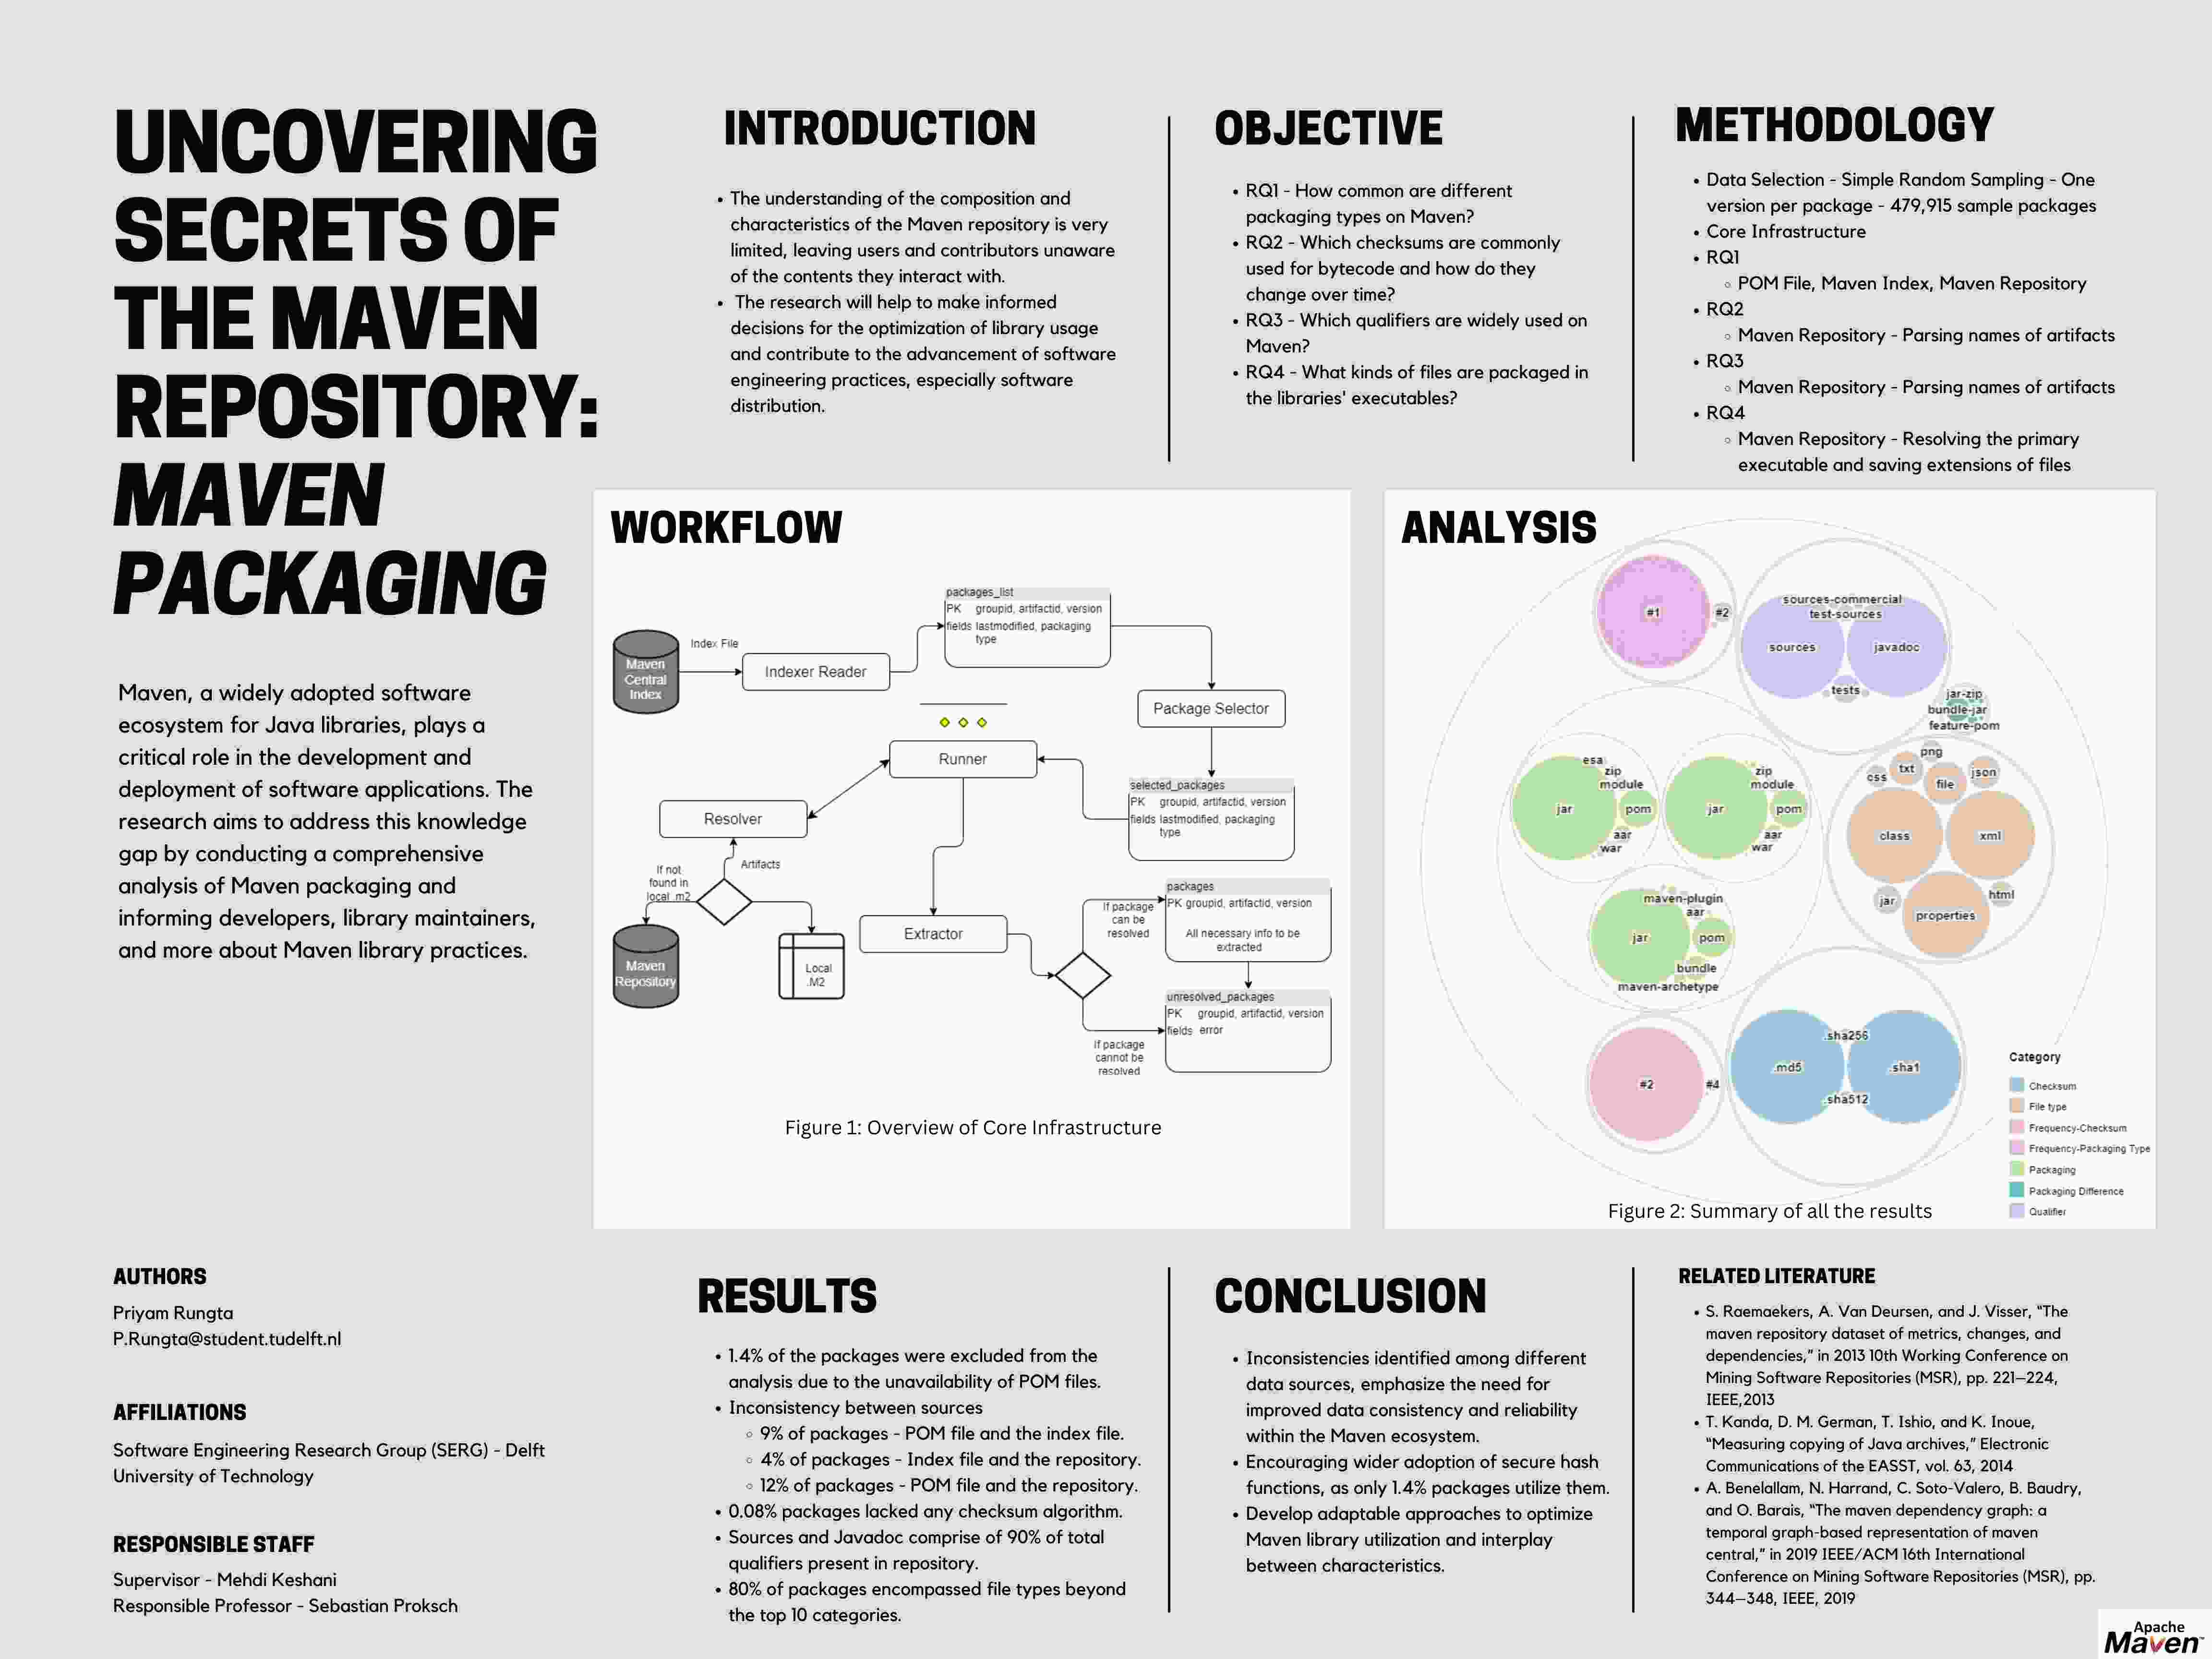 UNCOVERING
SECRETS OF
THE MAVEN
REPOSITORY:
MAVEN
PACKAGING
Maven, a widely adopted software
ecosystem for Java libraries, plays a
critical role in the development and
deployment of software applications. The
research aims to address this knowledge
gap by conducting a comprehensive
analysis of Maven packaging and
informing developers, library maintainers,
and more about Maven library practices.
AUTHORS
Priyam Rungta
P.Rungta@student.tudelft.nl
AFFILIATIONS
Software Engineering Research Group (SERG) - Delft
University of Technology
RESPONSIBLE STAFF
Supervisor - Mehdi Keshani
Responsible Professor - Sebastian Proksch
INTRODUCTION
• The understanding of the composition and
characteristics of the Maven repository is very
limited, leaving users and contributors unaware
of the contents they interact with.
• The research will help to make informed
decisions for the optimization of library usage
and contribute to the advancement of software
engineering practices, especially software
distribution.
OBJECTIVE
• RQ1 - How common are different
packaging types on Maven?
• RQ2 - Which checksums are commonly
used for bytecode and how do they
change over time?
• RQ3 - Which qualifiers are widely used on
Maven?
• RQ4 - What kinds of files are packaged in
the libraries' executables?
METHODOLOGY
• Data Selection - Simple Random Sampling - One
version per package - 479,915 sample packages
• Core Infrastructure
• RQ1
◦ POM File, Maven Index, Maven Repository
• RQ2
◦ Maven Repository - Parsing names of artifacts
• RQ3
◦ Maven Repository - Parsing names of artifacts
• RQ4
◦ Maven Repository - Resolving the primary
executable and saving extensions of files
WORKFLOW
Maven
Central
Index
Index File
Indexer Reader
packages_list
PK groupid, artifactid, version
fields lastmodified, packaging
type
Package Selector
selected_packages
PK groupid, artifactid, version
fields lastmodified, packaging
type
Runner
Resolver
Artifacts
If not
found in
local .m2
Maven
Repository
Local
.M2
Extractor
If package
can be
resolved
packages
PK groupid, artifactid, version
All necessary info to be
extracted
unresolved_packages
PK groupid, artifactid, version
fields error
If package
cannot be
resolved
Figure 1: Overview of Core Infrastructure
ANALYSIS
#1
#2
sources-commercial
test-sources
sources
javadoc
tests
jar-zip
bundle-jar
feature-pom
esa
zip
module
jar
pom
aar
war
zip
module
jar
pom
aar
war
maven-plugin
aar
jar
pom
bundle
maven-archetype
png
css
txt
file
json
class
xml
jar
properties
html
#2
#4
.sha256
.md5
.sha1
.sha512
Category
Checksum
File type
Frequency-Checksum
Frequency-Packaging Type
Packaging
Packaging Difference
Qualifier
Figure 2: Summary of all the results
RESULTS
• 1.4% of the packages were excluded from the
analysis due to the unavailability of POM files.
• Inconsistency between sources
◦ 9% of packages - POM file and the index file.
◦ 4% of packages - Index file and the repository.
◦ 12% of packages - POM file and the repository.
• 0.08% packages lacked any checksum algorithm.
• Sources and Javadoc comprise of 90% of total
qualifiers present in repository.
• 80% of packages encompassed file types beyond
the top 10 categories.
CONCLUSION
• Inconsistencies identified among different
data sources, emphasize the need for
improved data consistency and reliability
within the Maven ecosystem.
• Encouraging wider adoption of secure hash
functions, as only 1.4% packages utilize them.
• Develop adaptable approaches to optimize
Maven library utilization and interplay
between characteristics.
RELATED LITERATURE
• S. Raemaekers, A. Van Deursen, and J. Visser, “The
maven repository dataset of metrics, changes, and
dependencies,” in 2013 10th Working Conference on
Mining Software Repositories (MSR), pp. 221–224,
IEEE,2013
• T. Kanda, D. M. German, T. Ishio, and K. Inoue,
“Measuring copying of Java archives,” Electronic
Communications of the EASST, vol. 63, 2014
• A. Benelallam, N. Harrand, C. Soto-Valero, B. Baudry,
and O. Barais, “The maven dependency graph: a
temporal graph-based representation of maven
central,” in 2019 IEEE/ACM 16th International
Conference on Mining Software Repositories (MSR), pp.
344–348, IEEE, 2019
Apache
Maven™